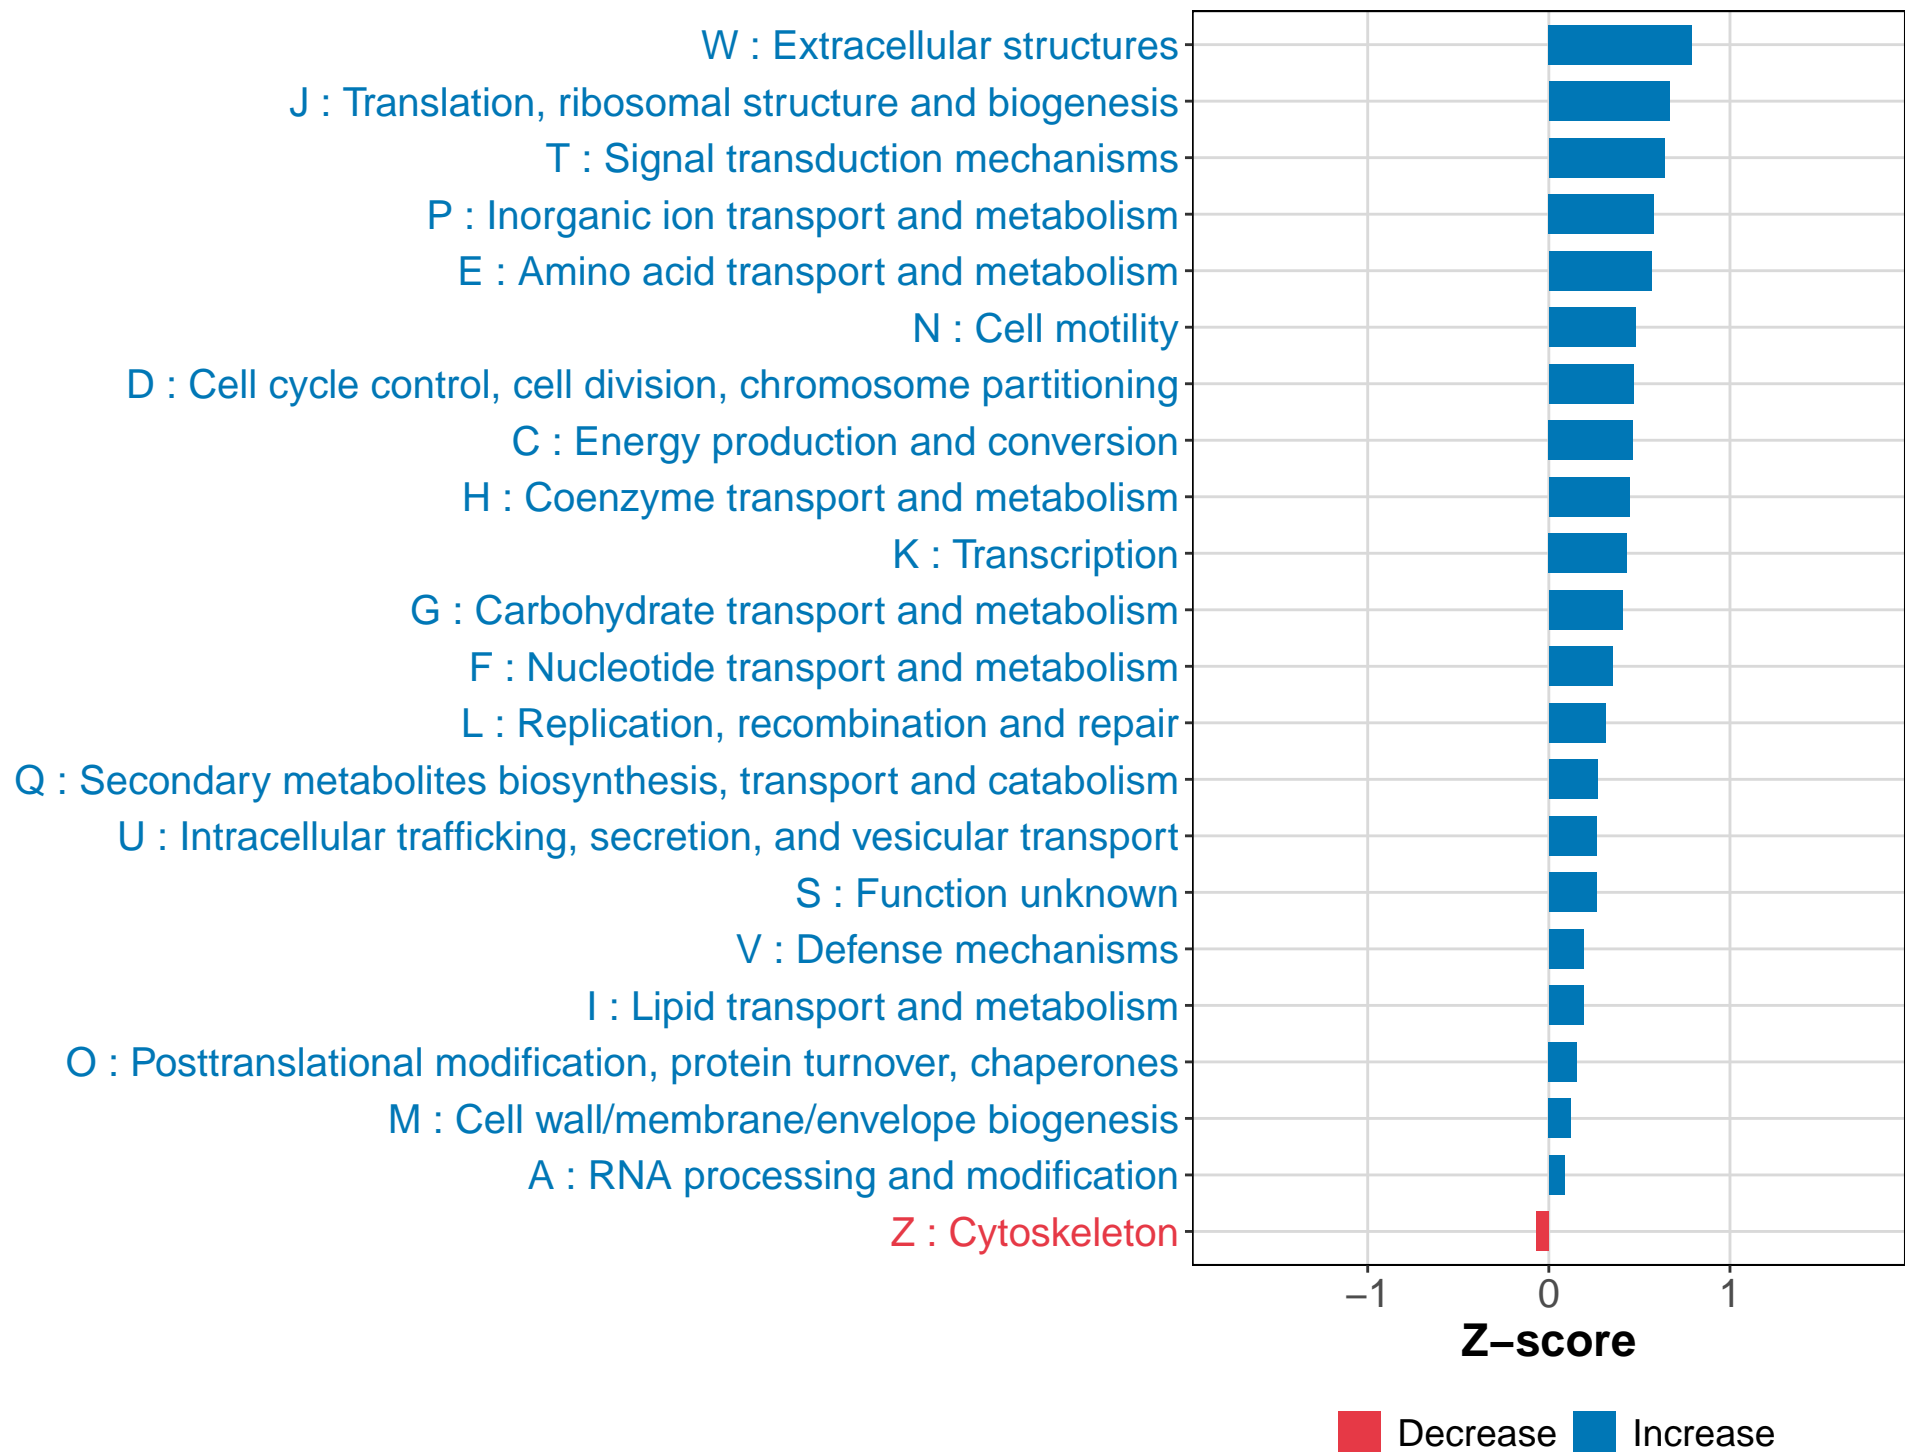 W : Extracellular structures
J : Translation, ribosomal structure and biogenesis
T : Signal transduction mechanisms
P : Inorganic ion transport and metabolism
E : Amino acid transport and metabolism
N : Cell motility
D : Cell cycle control, cell division, chromosome partitioning
C : Energy production and conversion
H : Coenzyme transport and metabolism
K : Transcription
G : Carbohydrate transport and metabolism
F : Nucleotide transport and metabolism
L : Replication, recombination and repair
Q : Secondary metabolites biosynthesis, transport and catabolism
U : Intracellular trafficking, secretion, and vesicular transport
S : Function unknown
V : Defense mechanisms
I : Lipid transport and metabolism
O : Posttranslational modification, protein turnover, chaperones
M : Cell wall/membrane/envelope biogenesis
A : RNA processing and modification
Z : Cytoskeleton
−1 0 1
Z−score
Decrease Increase